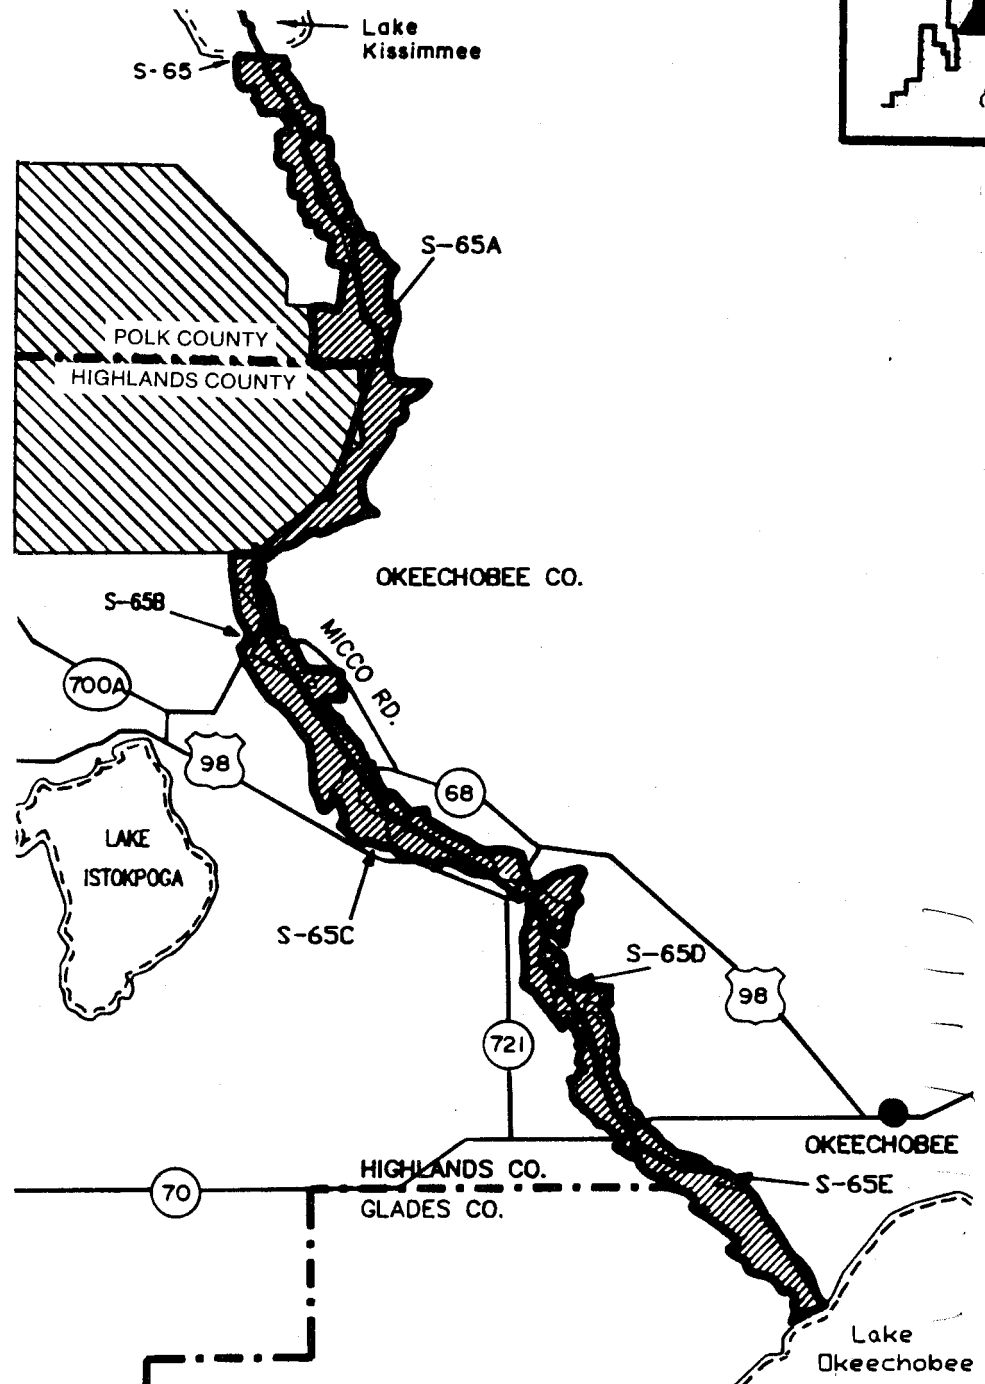 Lake
Kissimmee
S-65
S-65A
POLK COUNTY
HIGHLANDS COUNTY
OKEECHOBEE CO.
S-65B
MICCO RD.
700A
98
68
LAKE
ISTOKPOGA
S-65C
S-65D
98
721
OKEECHOBEE
HIGHLANDS CO.
S-65E
70
GLADES CO.
Lake
Okeechobee